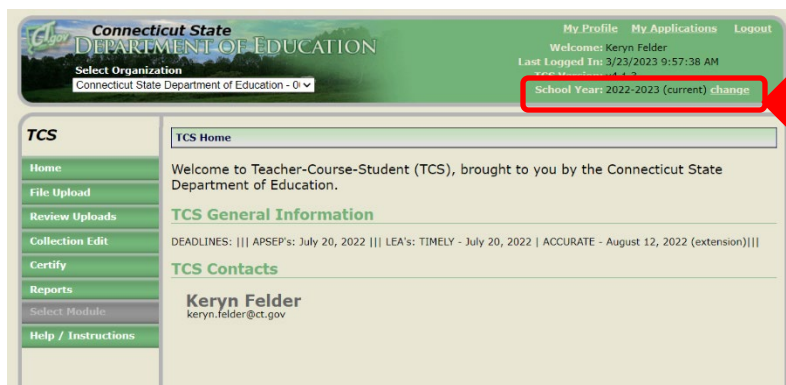 CT.gov
Connecticut State
DEPARTMENT OF EDUCATION
Select Organization
Connecticut State Department of Education - 0
My Profile My Applications Logout
Welcome: Keryn Felder
Last Logged In: 3/23/2023 9:57:38 AM
School Year: 2022-2023 (current) change
TCS
Home
File Upload
Review Uploads
Collection Edit
Certify
Reports
Select Module
Help / Instructions
TCS Home
Welcome to Teacher-Course-Student (TCS), brought to you by the Connecticut State
Department of Education.
TCS General Information
DEADLINES: ||| APSEP's: July 20, 2022 ||| LEA's: TIMELY - July 20, 2022 | ACCURATE - August 12, 2022 (extension)|||
TCS Contacts
Keryn Felder
keryn.felder@ct.gov